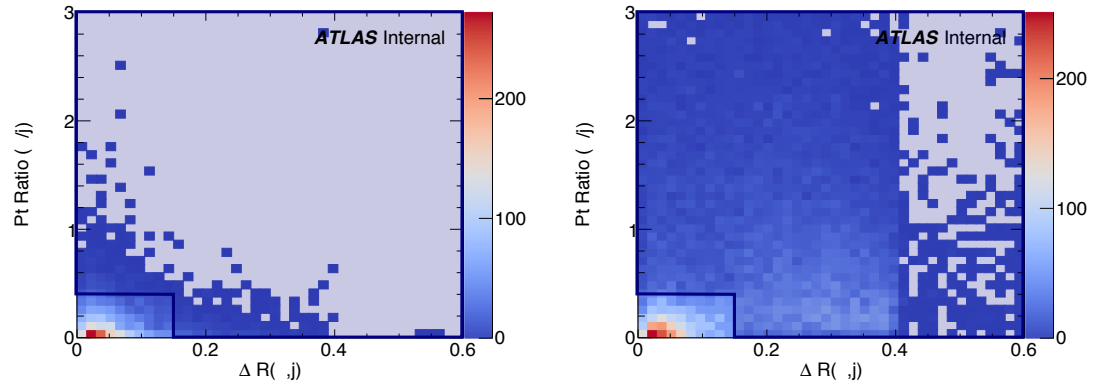 3
2
1
0
Pt Ratio( /j)
ATLAS Internal
0 0.2 0.4 0.6
Δ R( ,j)
200
100
0
3
2
1
0
Pt Ratio( /j)
ATLAS Internal
0 0.2 0.4 0.6
Δ R( ,j)
200
100
0